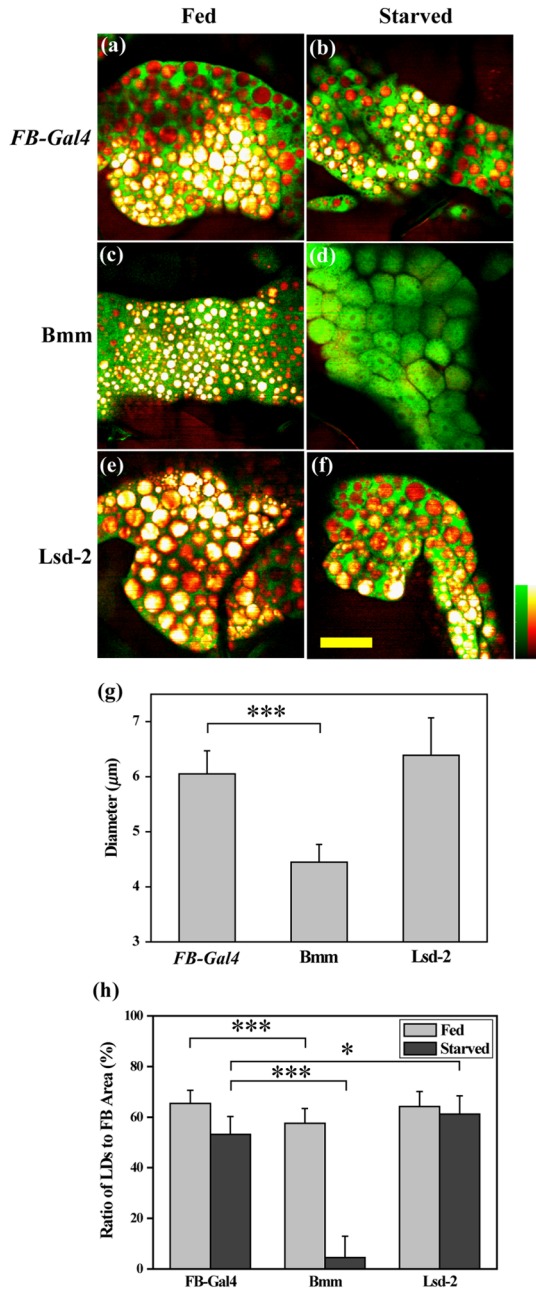 Fed Starved
(a) (b)
FB-Gal4
(c) (d)
Bmm
(e) (f)
Lsd-2
(g)
***
7
6
5
4
3
Diameter (μm)
FB-Gal4 Bmm Lsd-2
(h)
100
80
60
40
20
0
Ratio of LDs to FB Area (%)
Fed
Starved
***
*
***
FB-Gal4 Bmm Lsd-2